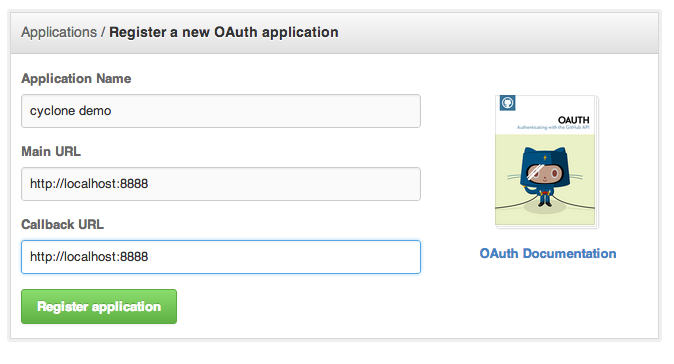 Applications / Register a new OAuth application
Application Name
cyclone demo
Main URL
http://localhost:8888
Callback URL
http://localhost:8888
Register application
OAUTH
Authenticating with the GitHub API
OAuth Documentation